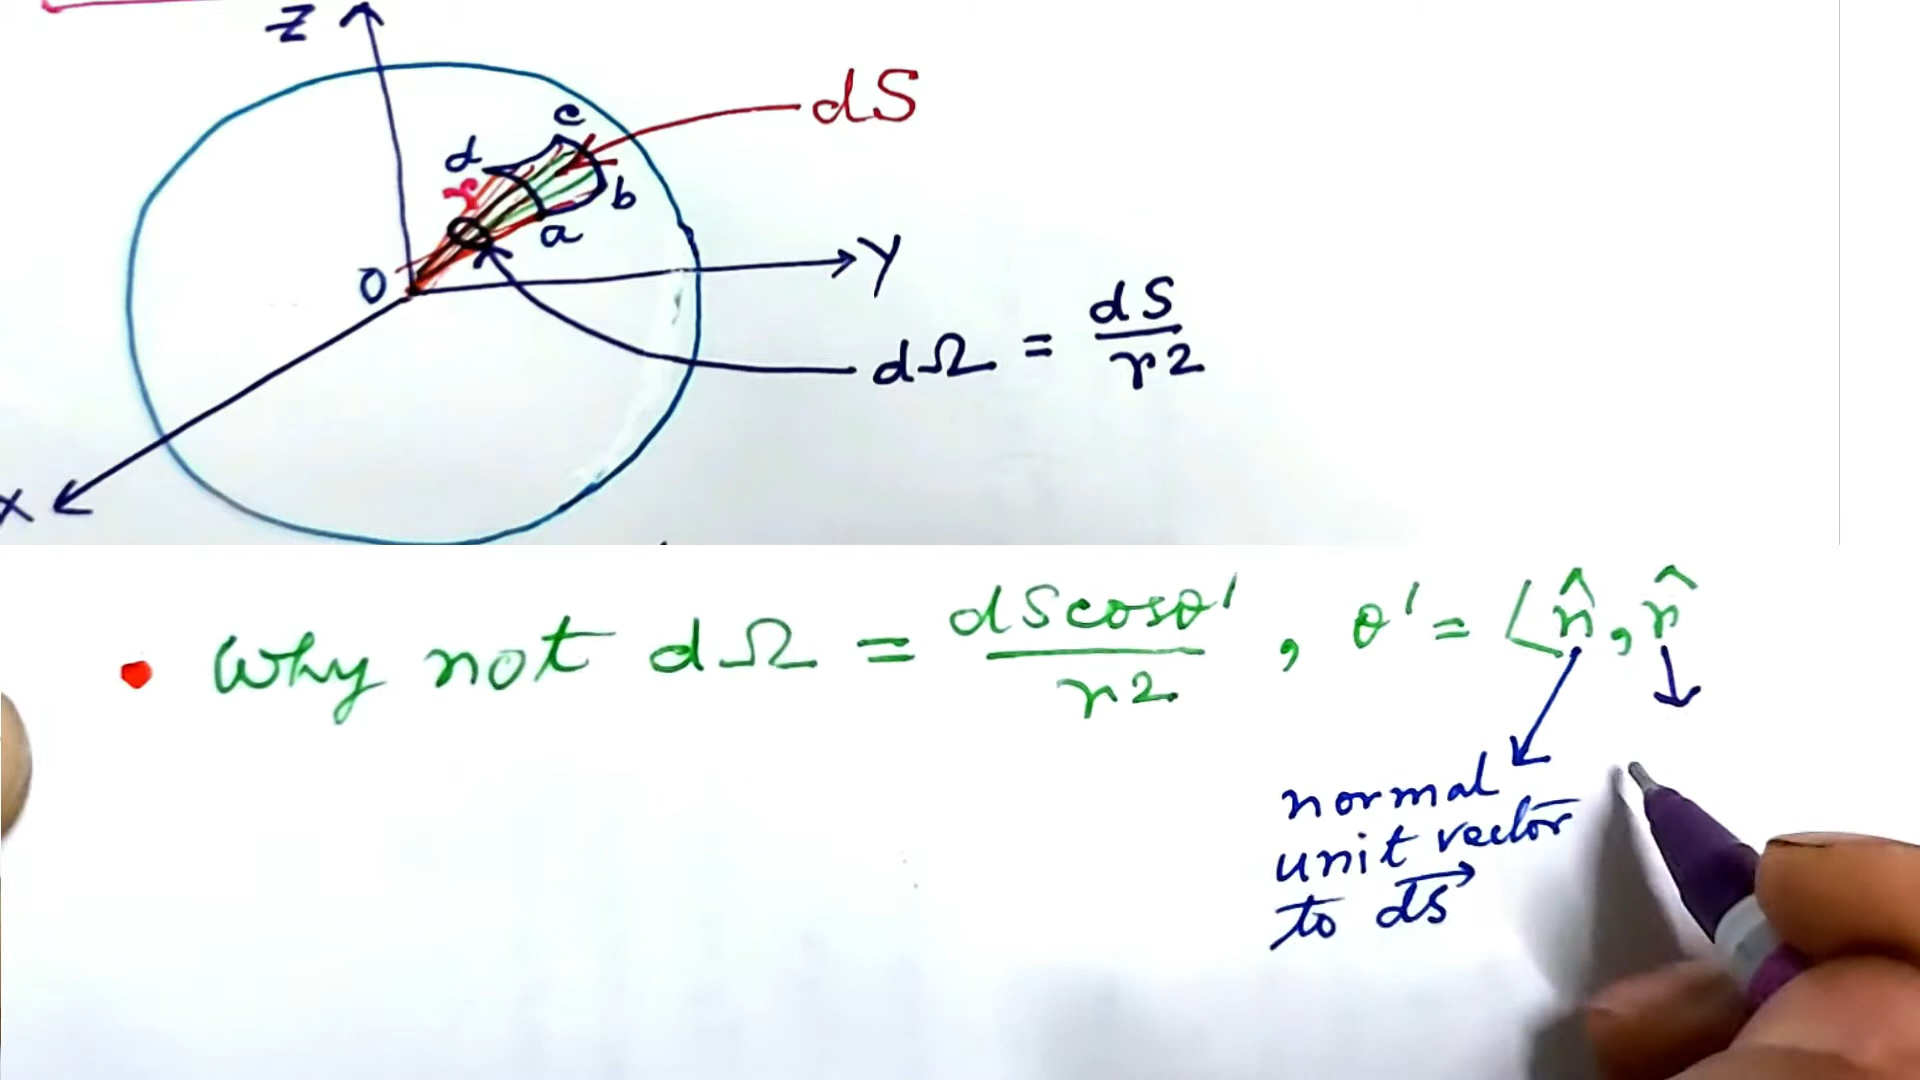 Z
dS
c
d
r
b
a
O
Y
dΩ = dS/r2
X
• Why not dΩ = dS cosθ'/r2 , θ' = ∠n̂, r̂
normal
unit vector
to dS→